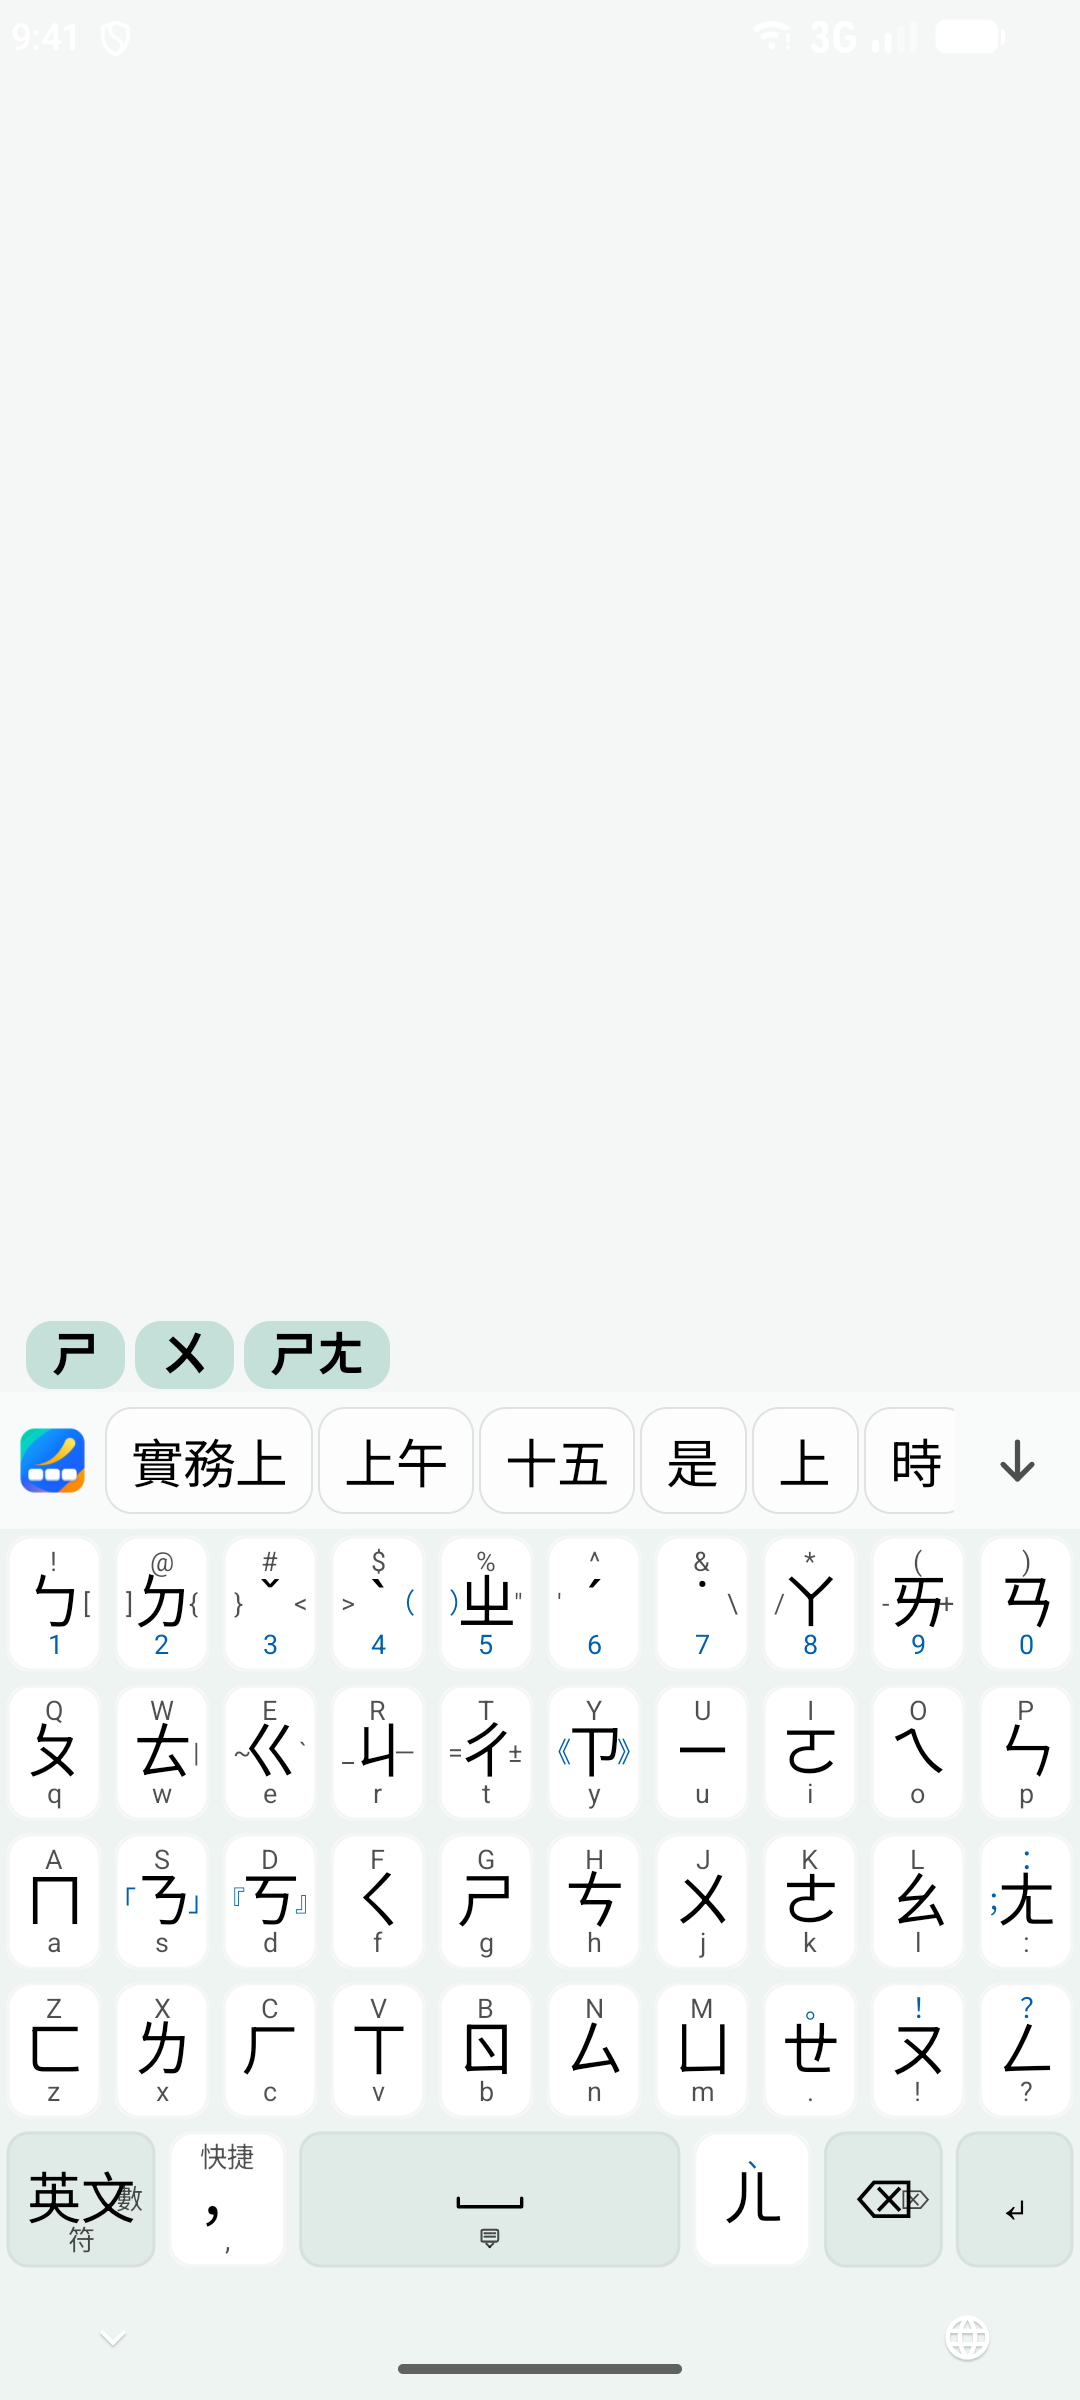 9:41 3G
ㄕ ㄨ ㄕㄤ
實務上 上午 十五 是 上 時
! @ # $ % ^ & * ( )
ㄅ [ ] ㄉ { } ˇ < > ˋ ( ) ㄓ " ' ˊ ˙ \ / ㄚ - ㄞ + ㄢ
1 2 3 4 5 6 7 8 9 0
Q W E R T Y U I O P
ㄆ ㄊ | ~ ㄍ ` _ ㄐ — = ㄔ ± 《 ㄗ 》 ㄧ ㄛ ㄟ ㄣ
q w e r t y u i o p
A S D F G H J K L :
ㄇ 「 ㄋ 」 『 ㄎ 』 ㄑ ㄕ ㄘ ㄨ ㄜ ㄠ ; ㄤ
a s d f g h j k l :
Z X C V B N M 。 ! ?
ㄈ ㄌ ㄏ ㄒ ㄖ ㄙ ㄩ ㄝ ㄡ ㄥ
z x c v b n m . ! ?
快捷 、
英文 數 , ㄦ
符 ,